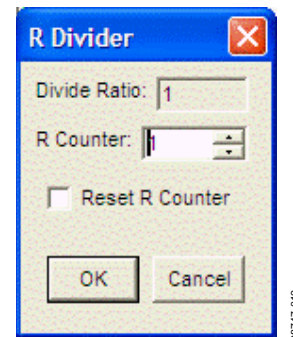 R Divider
Divide Ratio: 1
R Counter: 1
Reset R Counter
OK Cancel